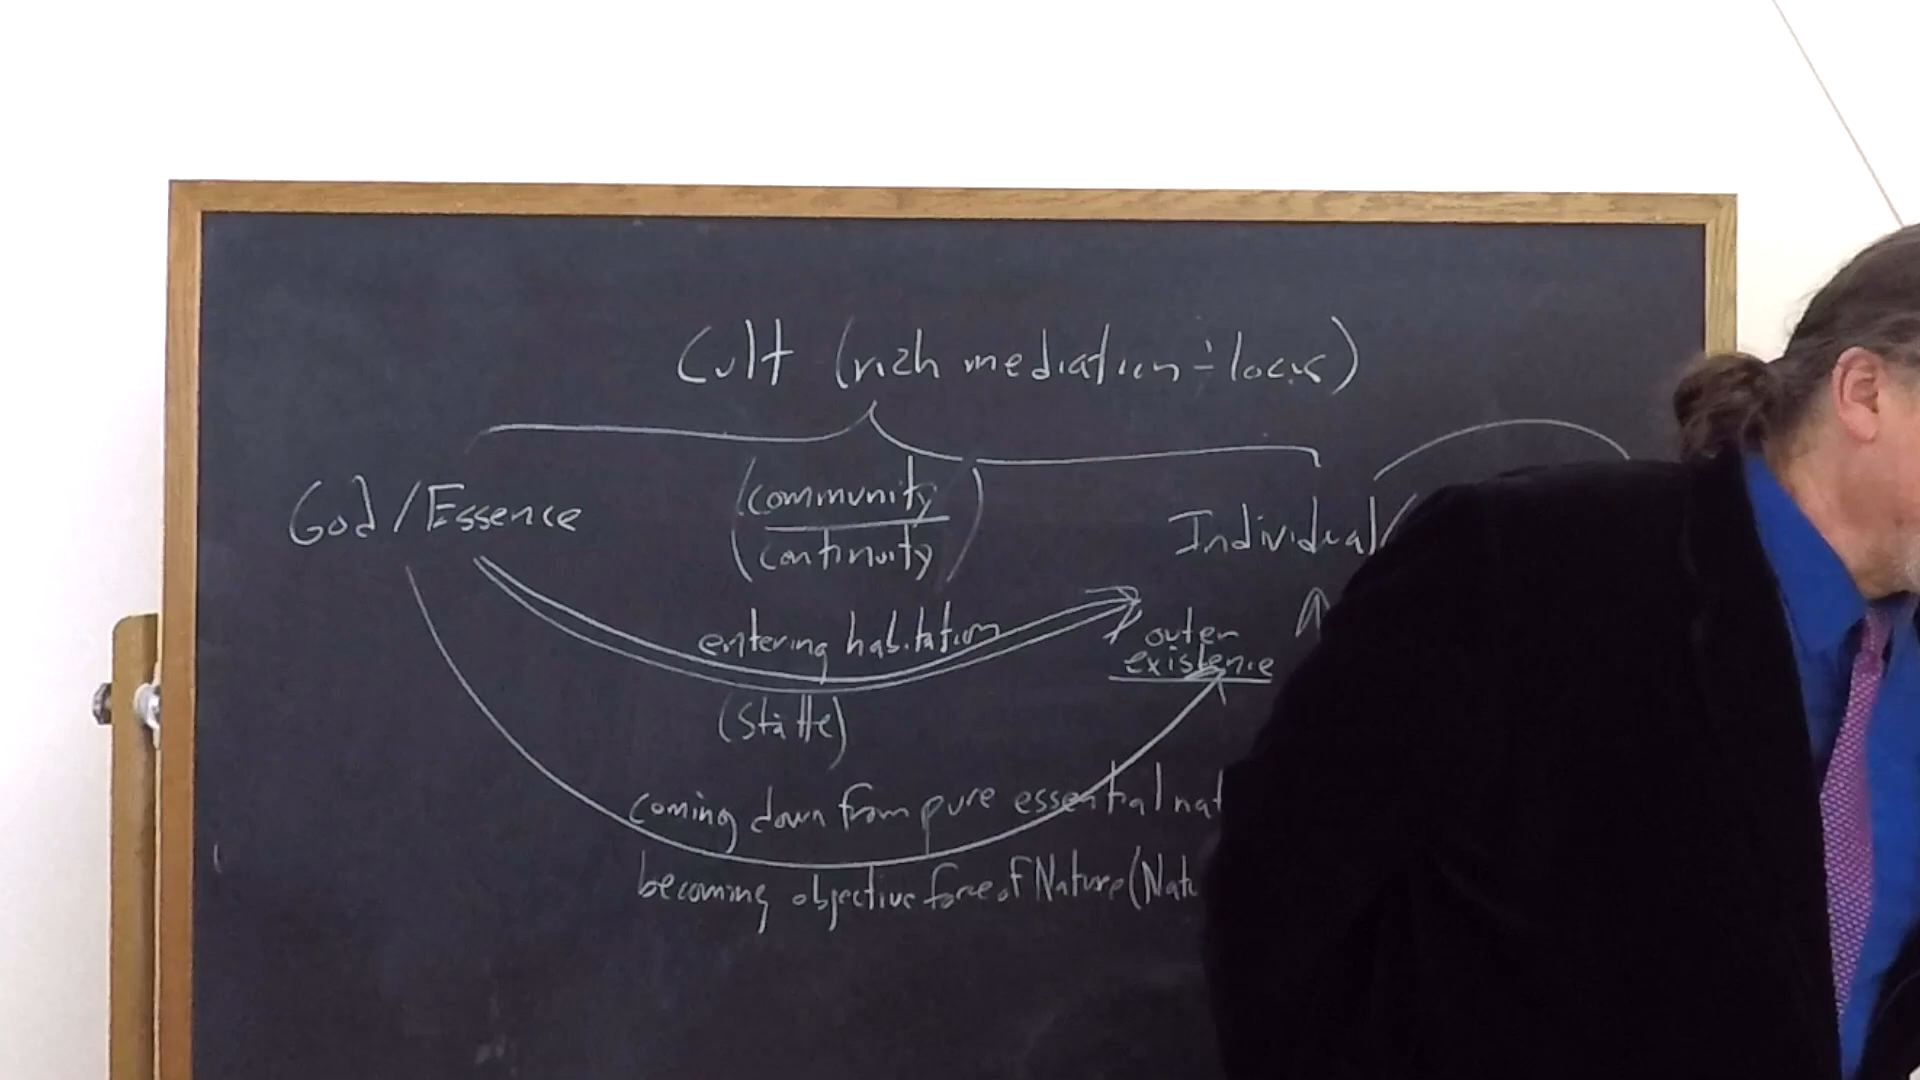 Cult (rich mediation ÷ locus)
God/Essence
(community
continuity)
Individual/
entering habitation
outer
existence
(Stätte)
coming down from pure essential nat
becoming objective force of Nature (Natu